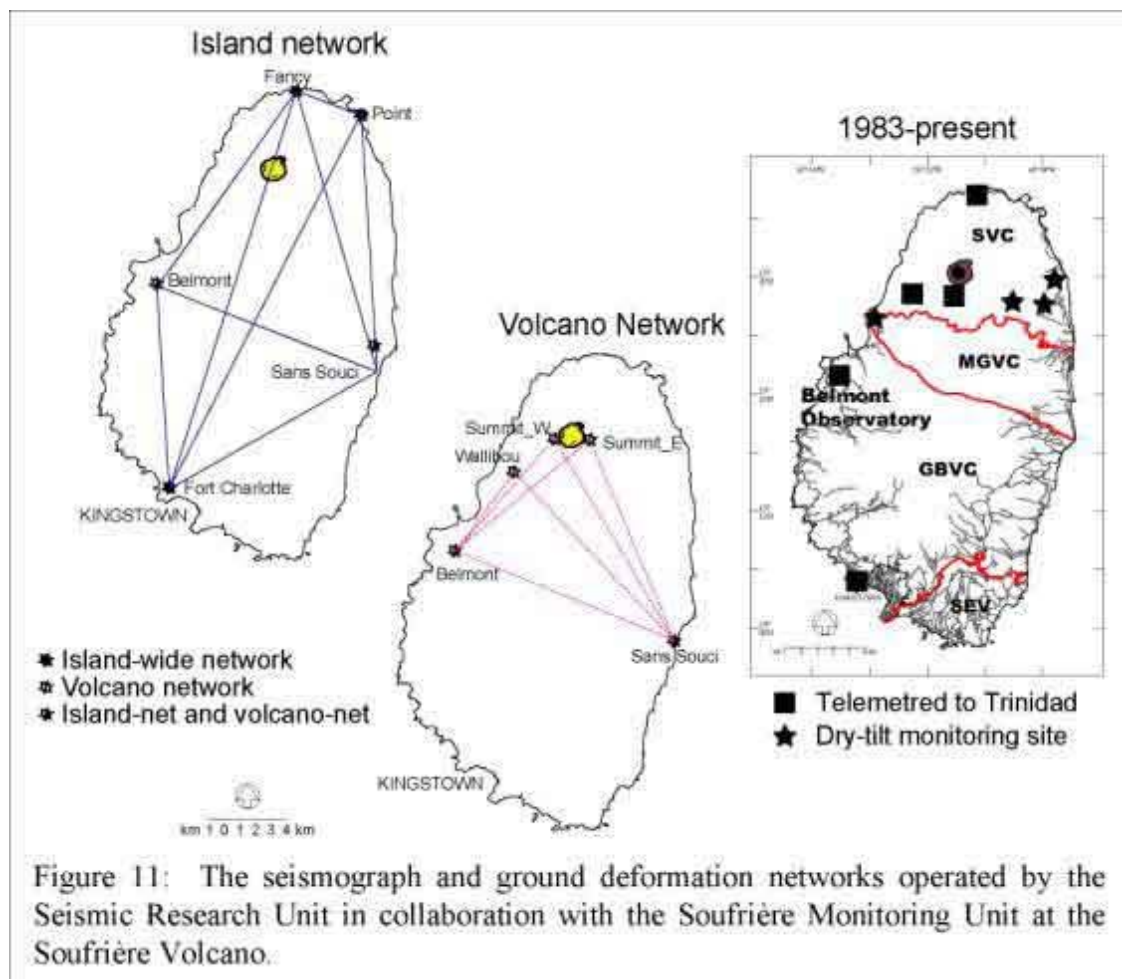 Island network
Fancy
Point
Belmont
Sans Souci
Fort Charlotte
KINGSTOWN
Volcano Network
Summit_W
Summit_E
Wallibou
Belmont
Sans Souci
KINGSTOWN
★ Island-wide network
★ Volcano network
★ Island-net and volcano-net
km 1 0 1 2 3 4 km
1983-present
SVC
MGVC
Belmont
Observatory
GBVC
SEV
■ Telemetred to Trinidad
★ Dry-tilt monitoring site
Figure 11: The seismograph and ground deformation networks operated by the
Seismic Research Unit in collaboration with the Soufrière Monitoring Unit at the
Soufrière Volcano.